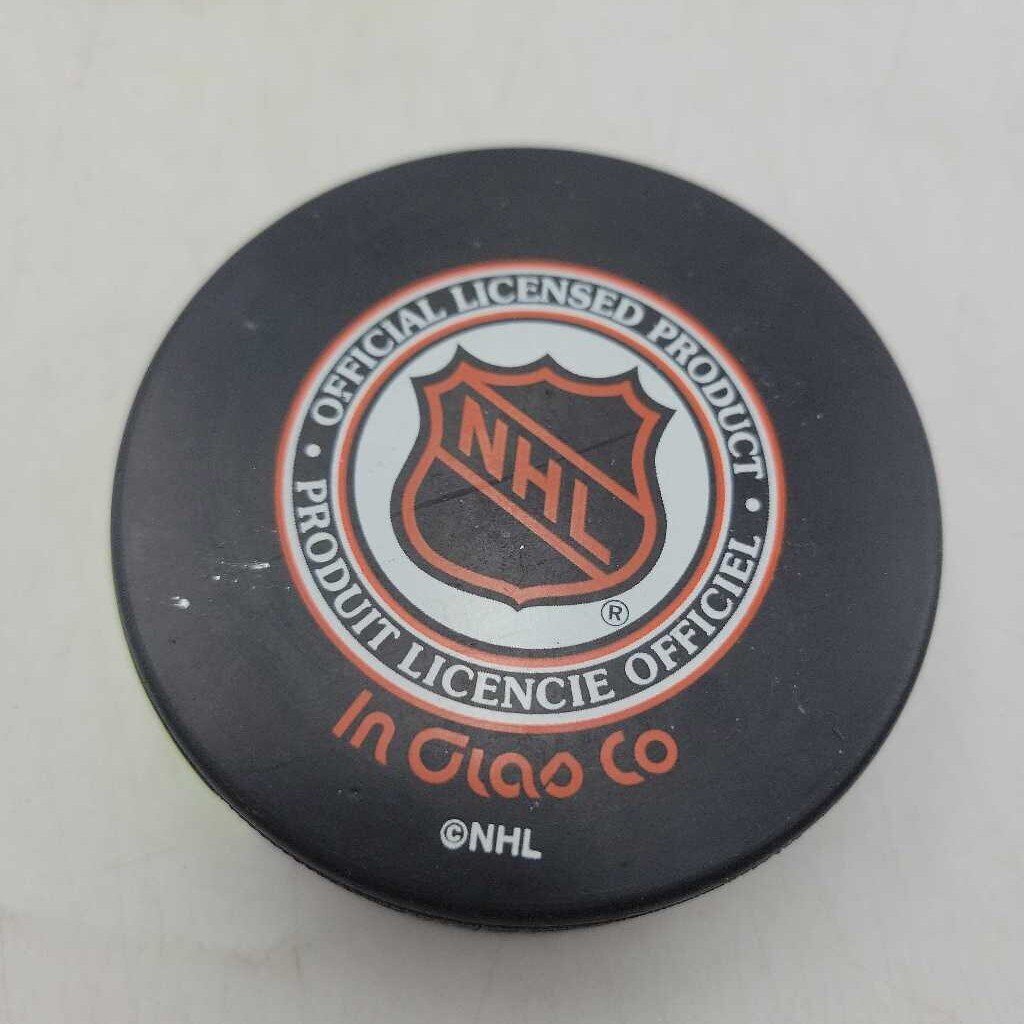 • OFFICIAL LICENSED PRODUCT •
NHL
®
PRODUIT LICENCIE OFFICIEL
In Glas Co
©NHL